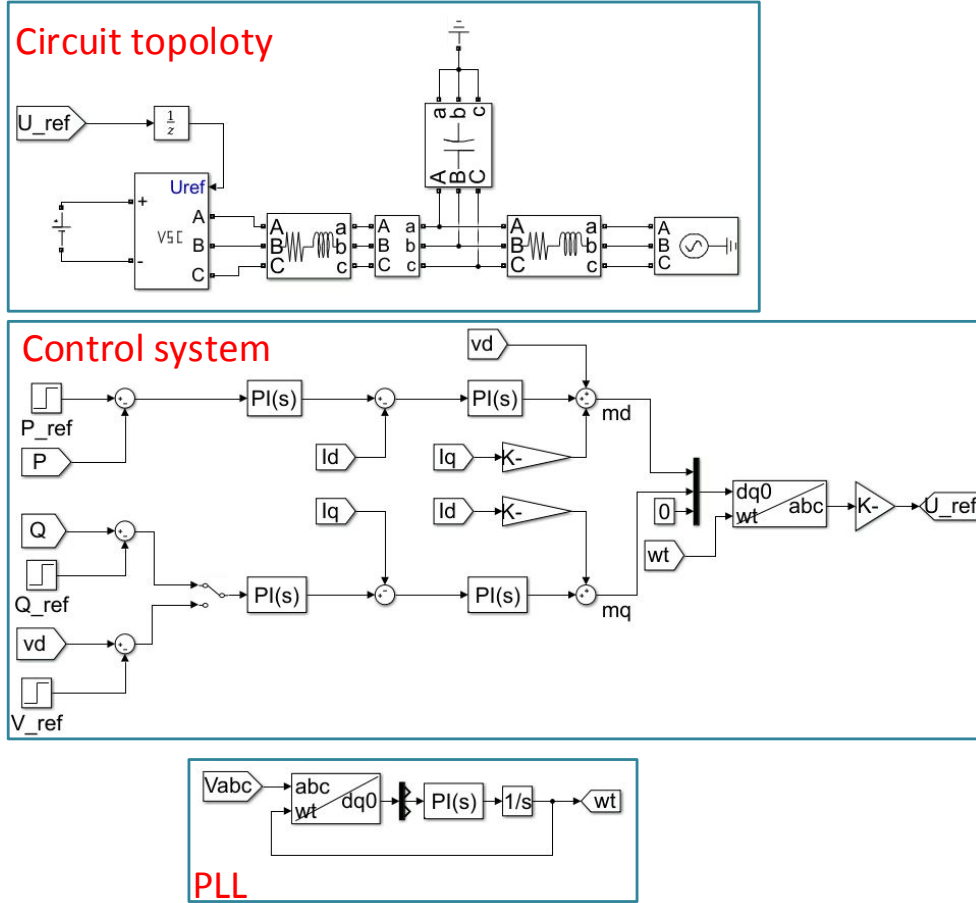 Circuit topoloty
U_ref
1
z
a b c
A B C
Uref
+
-
VSC
A
B
C
A a
B b
C c
A a
B b
C c
A a
B b
C c
A
B
C
Control system
vd
P_ref
PI(s)
PI(s)
md
P
Id
Iq
K-
Iq
Id
K-
dq0
wt
abc
K-
U_ref
0
wt
Q
Q_ref
PI(s)
PI(s)
mq
vd
V_ref
Vabc
abc
wt
dq0
PI(s)
1/s
wt
PLL